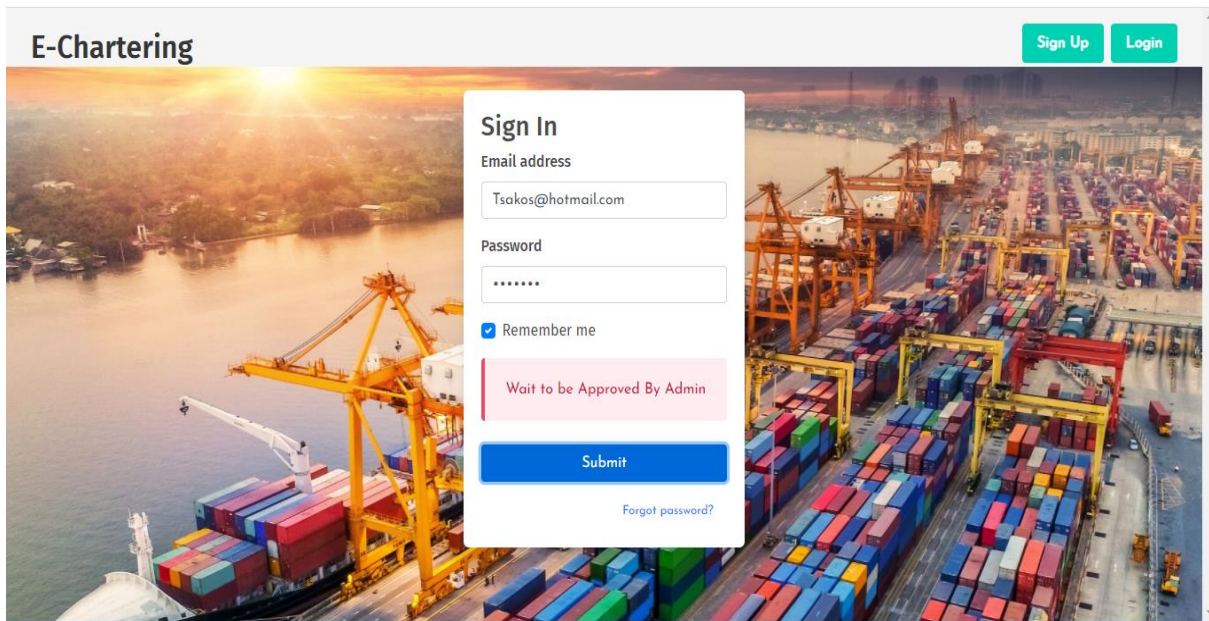 E-Chartering
Sign Up
Login
Sign In
Email address
Tsakos@hotmail.com
Password
•••••••
Remember me
Wait to be Approved By Admin
Submit
Forgot password?